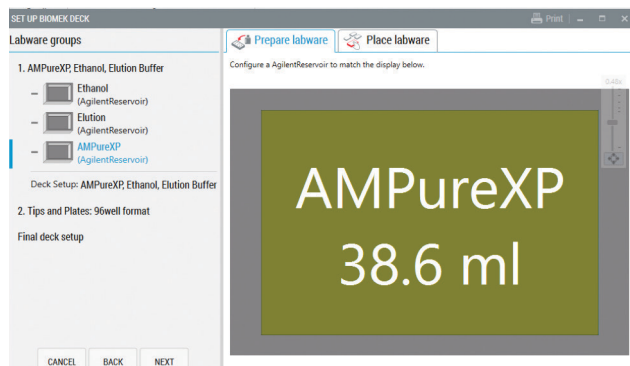 SET UP BIOMEK DECK
Print
Labware groups
Prepare labware
Place labware
1. AMPureXP, Ethanol, Elution Buffer
Ethanol
(AgilentReservoir)
Elution
(AgilentReservoir)
AMPureXP
(AgilentReservoir)
Deck Setup: AMPureXP, Ethanol, Elution Buffer
2. Tips and Plates: 96well format
Final deck setup
CANCEL
BACK
NEXT
Configure a AgilentReservoir to match the display below.
0.48x
AMPureXP
38.6 ml